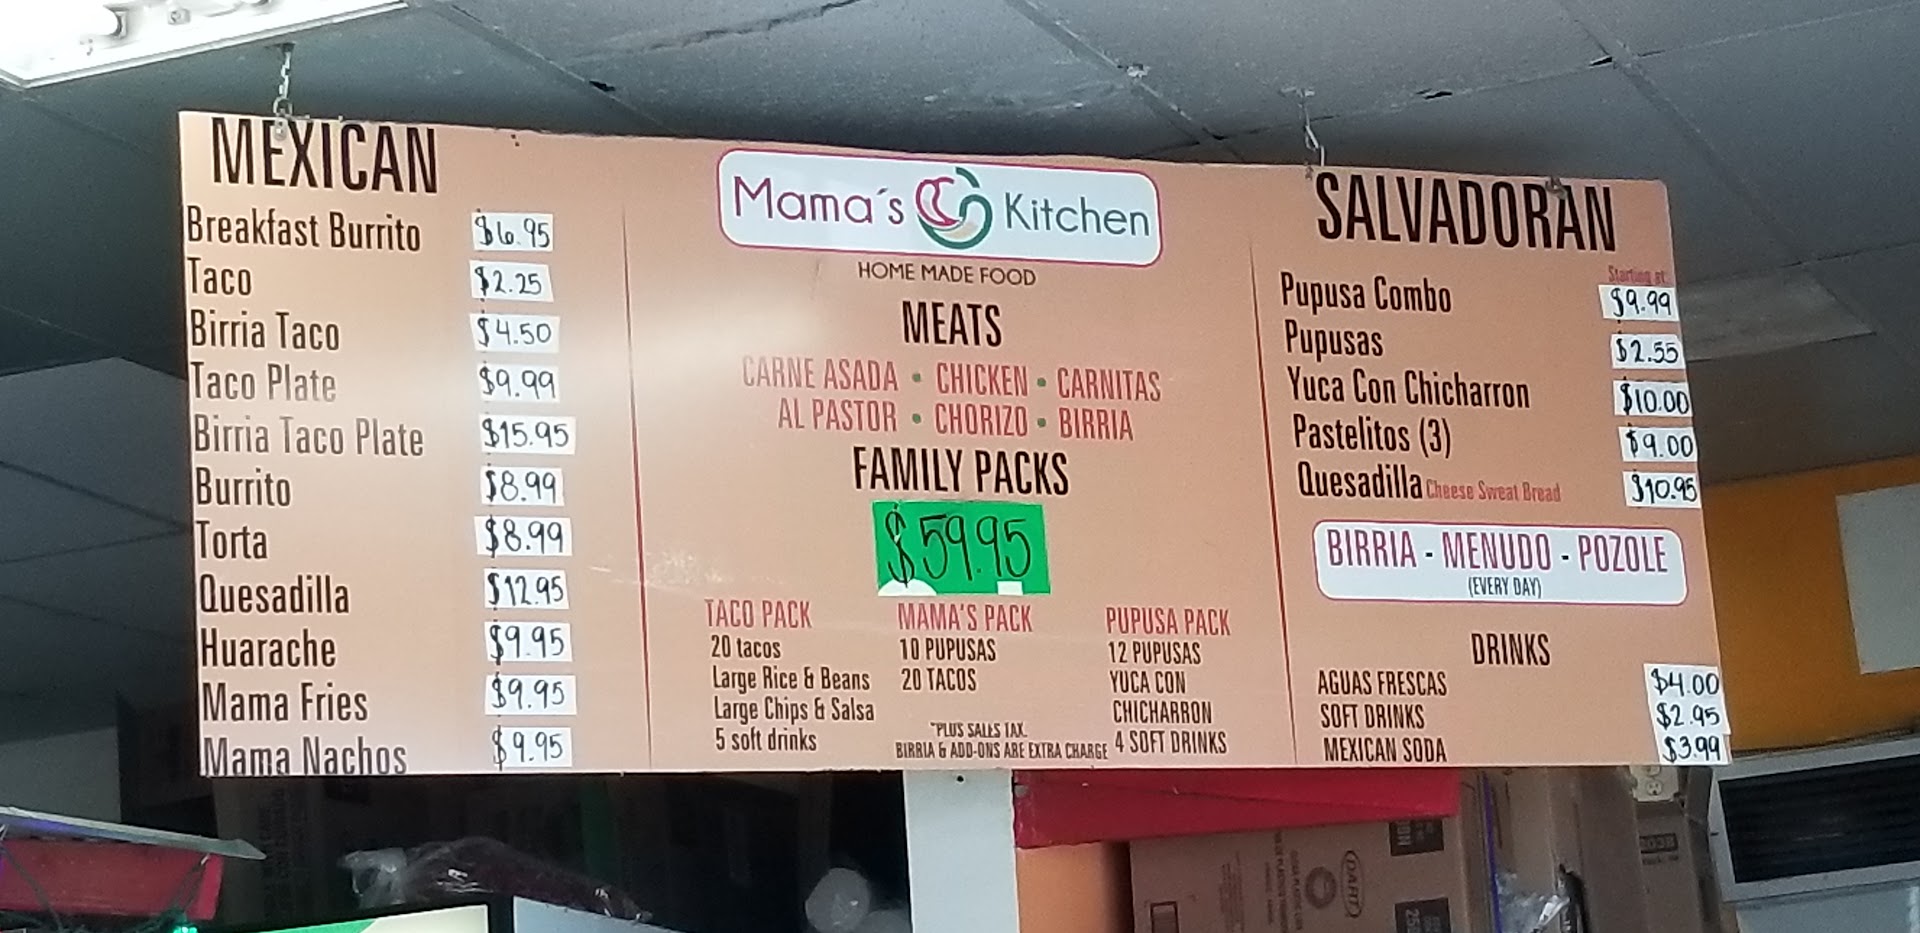 MEXICAN
Breakfast Burrito $6.95
Taco $2.25
Birria Taco $4.50
Taco Plate $9.99
Birria Taco Plate $15.95
Burrito $8.99
Torta $8.99
Quesadilla $12.95
Huarache $9.95
Mama Fries $9.95
Mama Nachos $9.95
Mama´s Kitchen
HOME MADE FOOD
MEATS
CARNE ASADA • CHICKEN • CARNITAS
AL PASTOR • CHORIZO • BIRRIA
FAMILY PACKS
$59.95
TACO PACK
20 tacos
Large Rice & Beans
Large Chips & Salsa
5 soft drinks
MAMA'S PACK
10 PUPUSAS
20 TACOS
*PLUS SALES TAX.
BIRRIA & ADD-ONS ARE EXTRA CHARGE
PUPUSA PACK
12 PUPUSAS
YUCA CON
CHICHARRON
4 SOFT DRINKS
SALVADORAN
Starting at:
Pupusa Combo $9.99
Pupusas $2.55
Yuca Con Chicharron $10.00
Pastelitos (3) $9.00
Quesadilla Cheese Sweat Bread $10.95
BIRRIA - MENUDO - POZOLE
(EVERY DAY)
DRINKS
AGUAS FRESCAS $4.00
SOFT DRINKS $2.95
MEXICAN SODA $3.99
DART